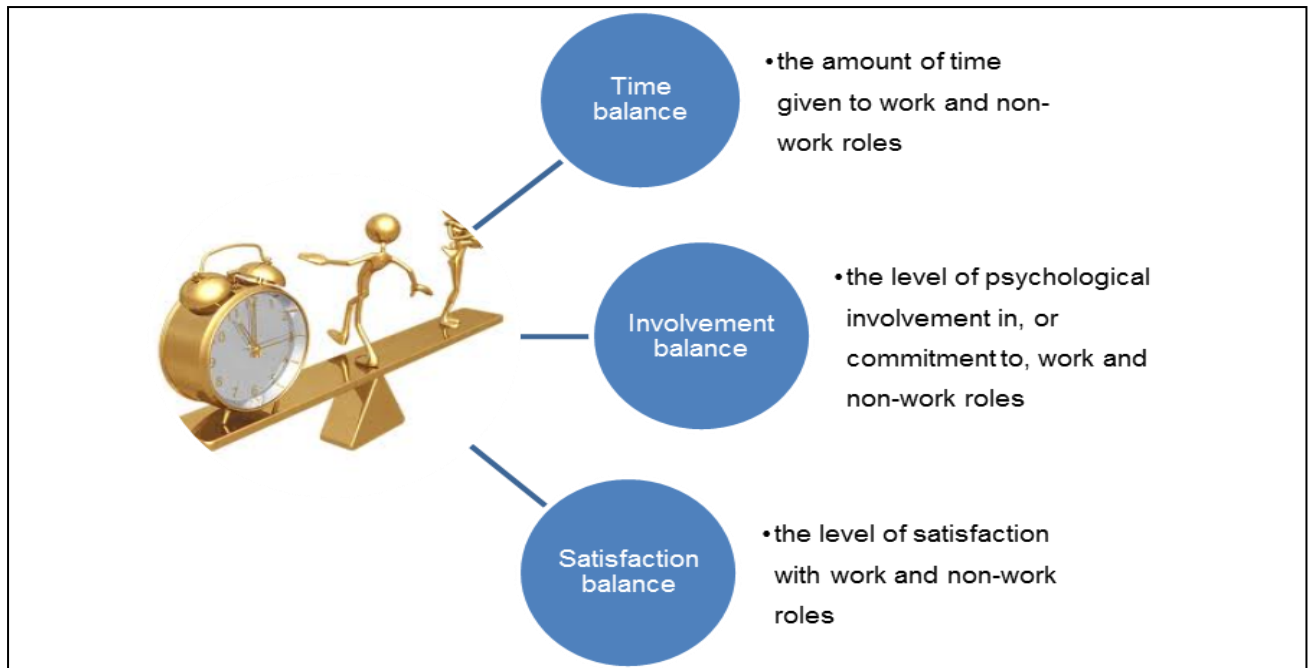 Time
balance
•the amount of time
given to work and non-
work roles
Involvement
balance
•the level of psychological
involvement in, or
commitment to, work and
non-work roles
Satisfaction
balance
•the level of satisfaction
with work and non-work
roles